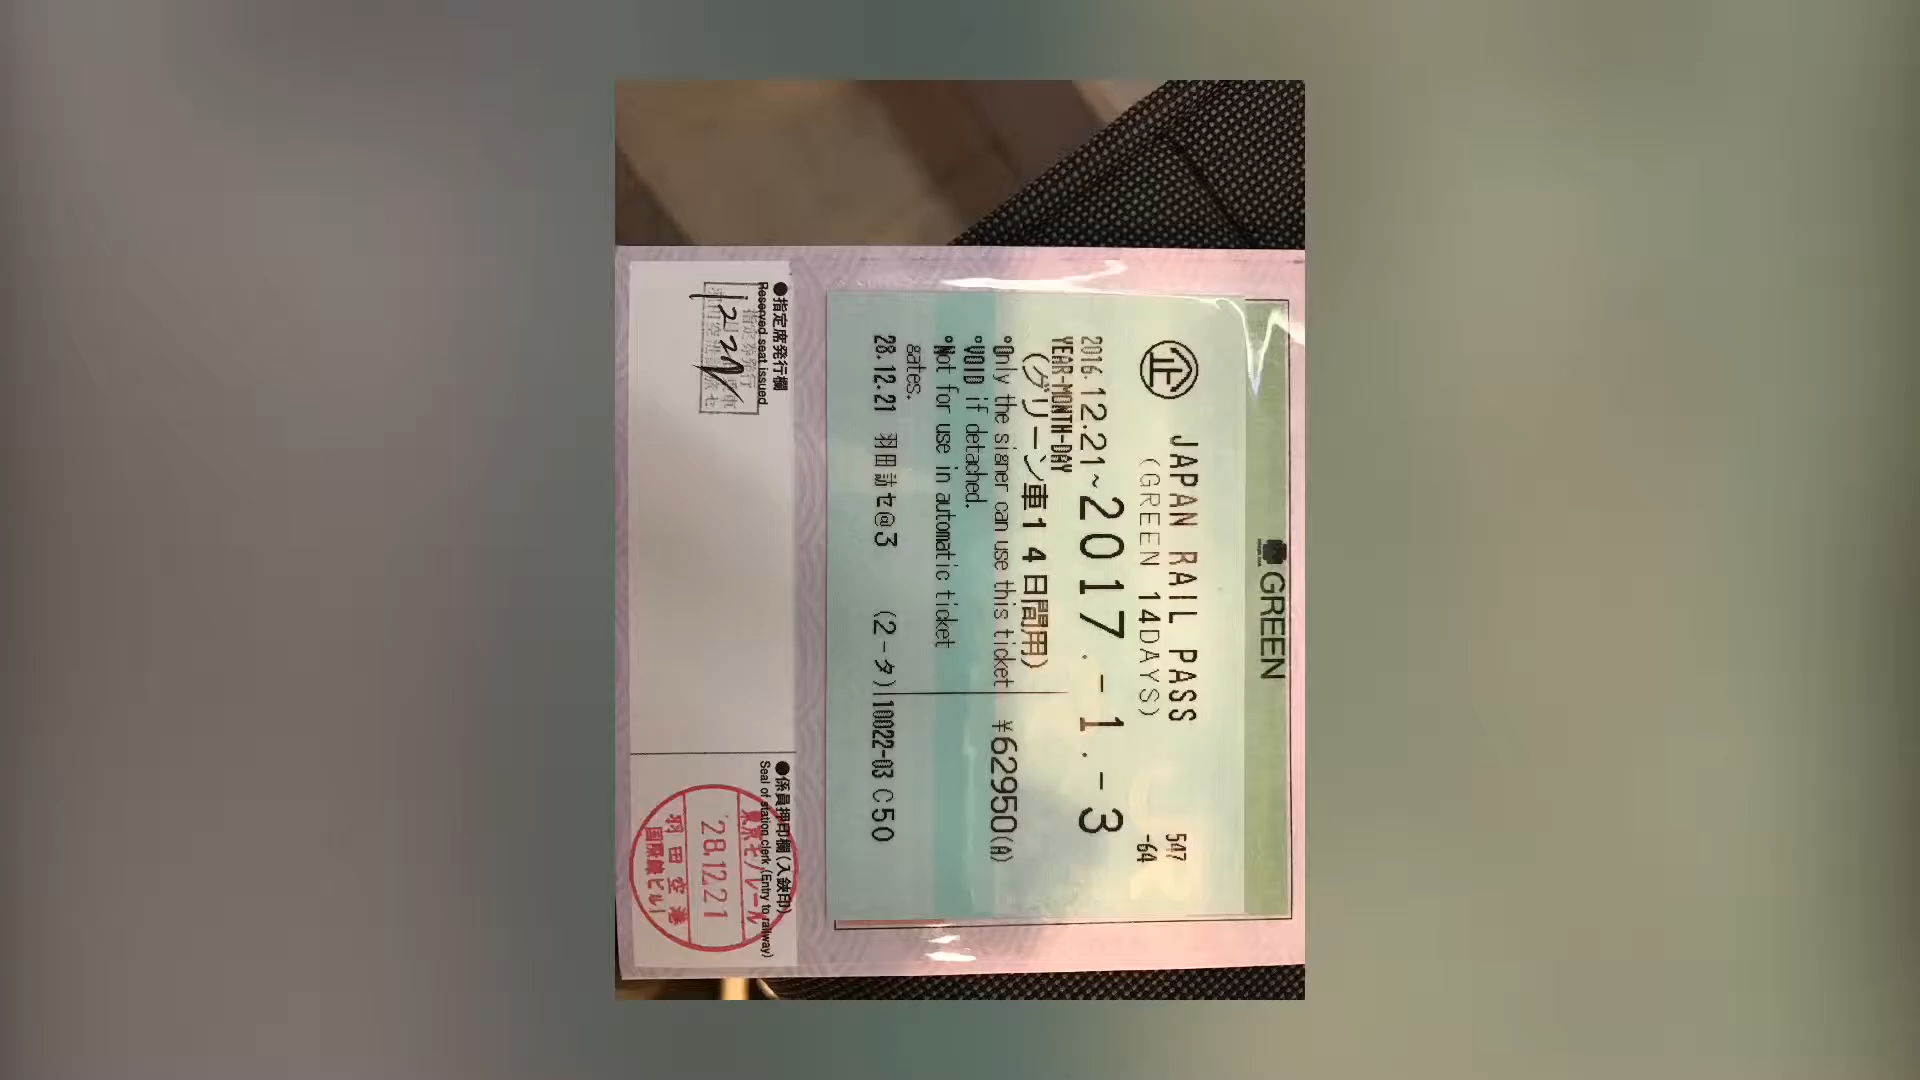 GREEN
JAPAN RAIL PASS
(GREEN 14DAYS)
547
-64
2016.12.21~2017.-1.-3
YEAR-MONTH-DAY
(グリーン車14日間用)
°Only the signer can use this ticket
¥62950(A)
°VOID if detached.
°Not for use in automatic ticket
gates.
28.12.21 羽田訪セ@3 (2-タ)10022-03 C50
●指定席発行欄
Reserved seat issued
●係員押印欄(入鋏印)
Seal of station clerk (Entry to railway)
東京モノレール
'28.12.21
羽田空港
国際線ビル